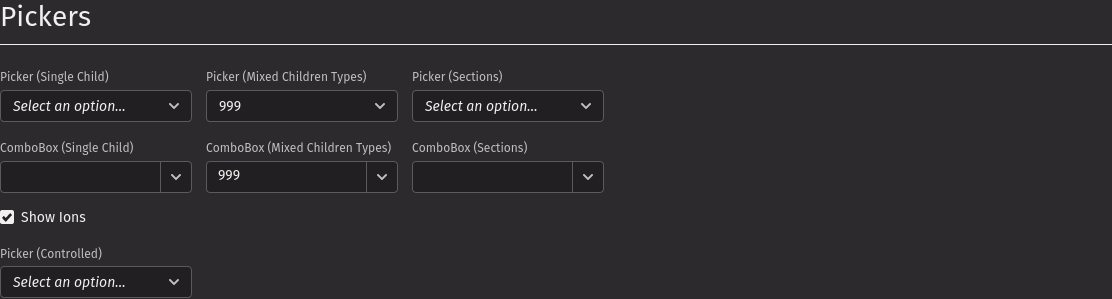 Pickers
Picker (Single Child) Picker (Mixed Children Types) Picker (Sections)
Select an option... 999 Select an option...
ComboBox (Single Child) ComboBox (Mixed Children Types) ComboBox (Sections)
999
Show Ions
Picker (Controlled)
Select an option...